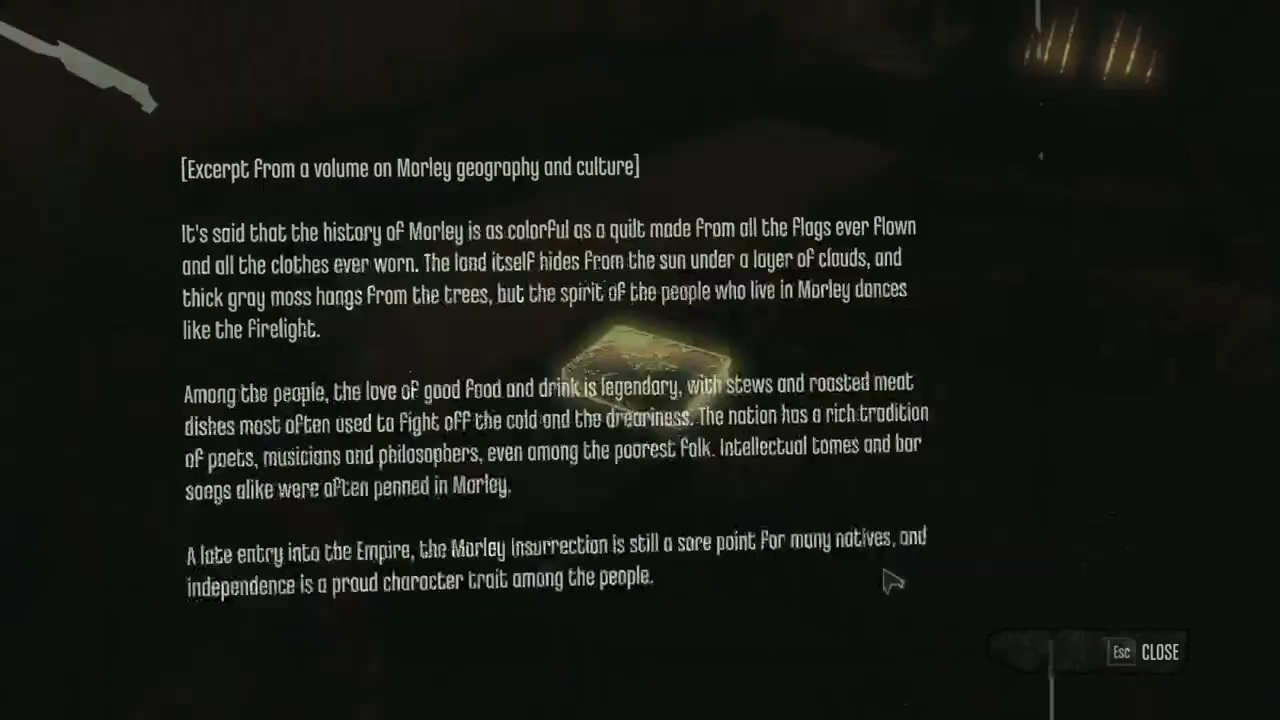 [Excerpt from a volume on Morley geography and culture]
It's said that the history of Morley is as colorful as a quilt made from all the flags ever flown
and all the clothes ever worn. The land itself hides from the sun under a layer of clouds, and
thick gray moss hangs from the trees, but the spirit of the people who live in Morley dances
like the firelight.
Among the people, the love of good food and drink is legendary, with stews and roasted meat
dishes most often used to fight off the cold and the dreariness. The nation has a rich tradition
of poets, musicians and philosophers, even among the poorest folk. Intellectual tomes and bar
songs alike were often penned in Morley.
A late entry into the Empire, the Morley Insurrection is still a sore point for many natives, and
independence is a proud character trait among the people.
Esc CLOSE